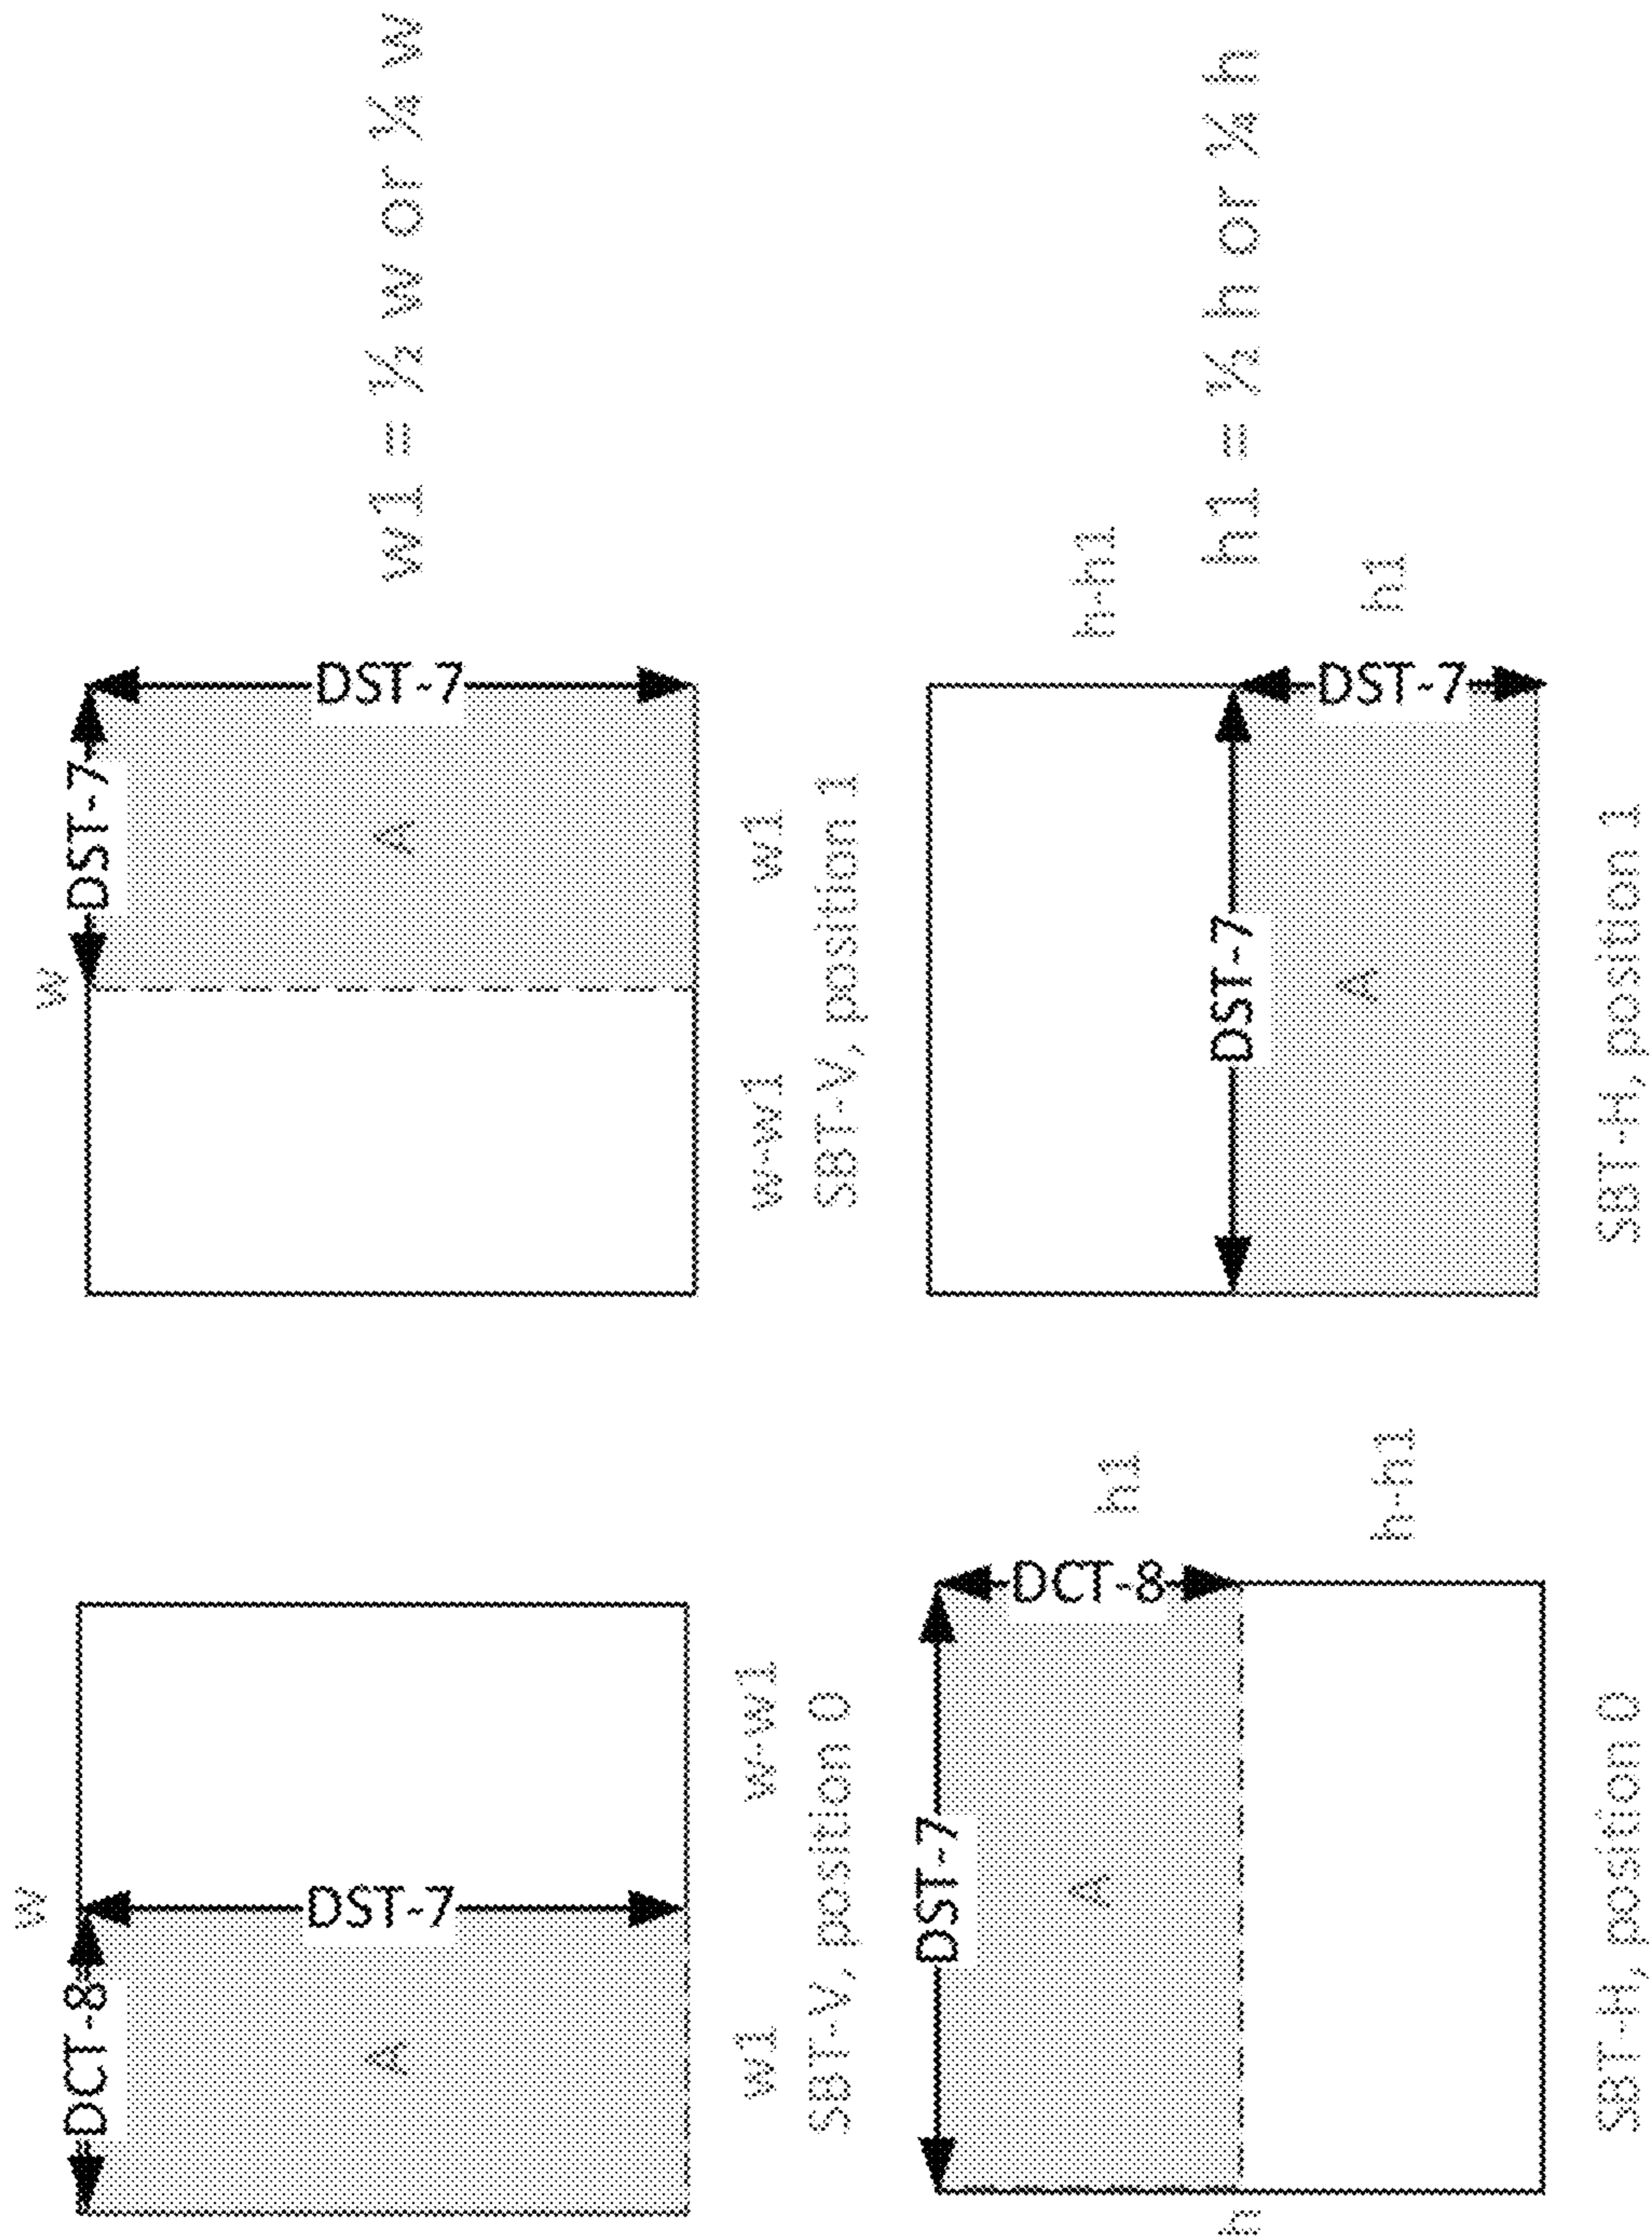 w
DCT-8
DST-7
A
w1
w-w1
SBT-V, position 0
w
DST-7
DST-7
A
w-w1
w1
SBT-V, position 1
w1 = ½ w or ¼ w
h
DST-7
DCT-8
A
h1
h-h1
SBT-H, position 0
DST-7
DST-7
A
h-h1
h1
SBT-H, position 1
h1 = ½ h or ¼ h